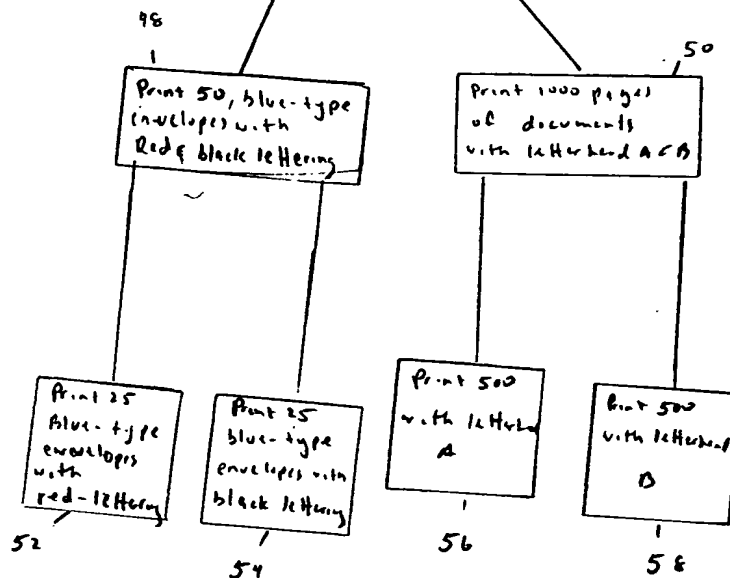 48
50
Print 50, blue-type
envelopes with
Red & black lettering
Print 1000 pages
of documents
with letterhead A & B
Print 25
Blue-type
envelopes
with
red-lettering
Print 25
blue-type
envelopes with
black lettering
Print 500
with letterhead
A
Print 500
with letterhead
B
52
54
56
58